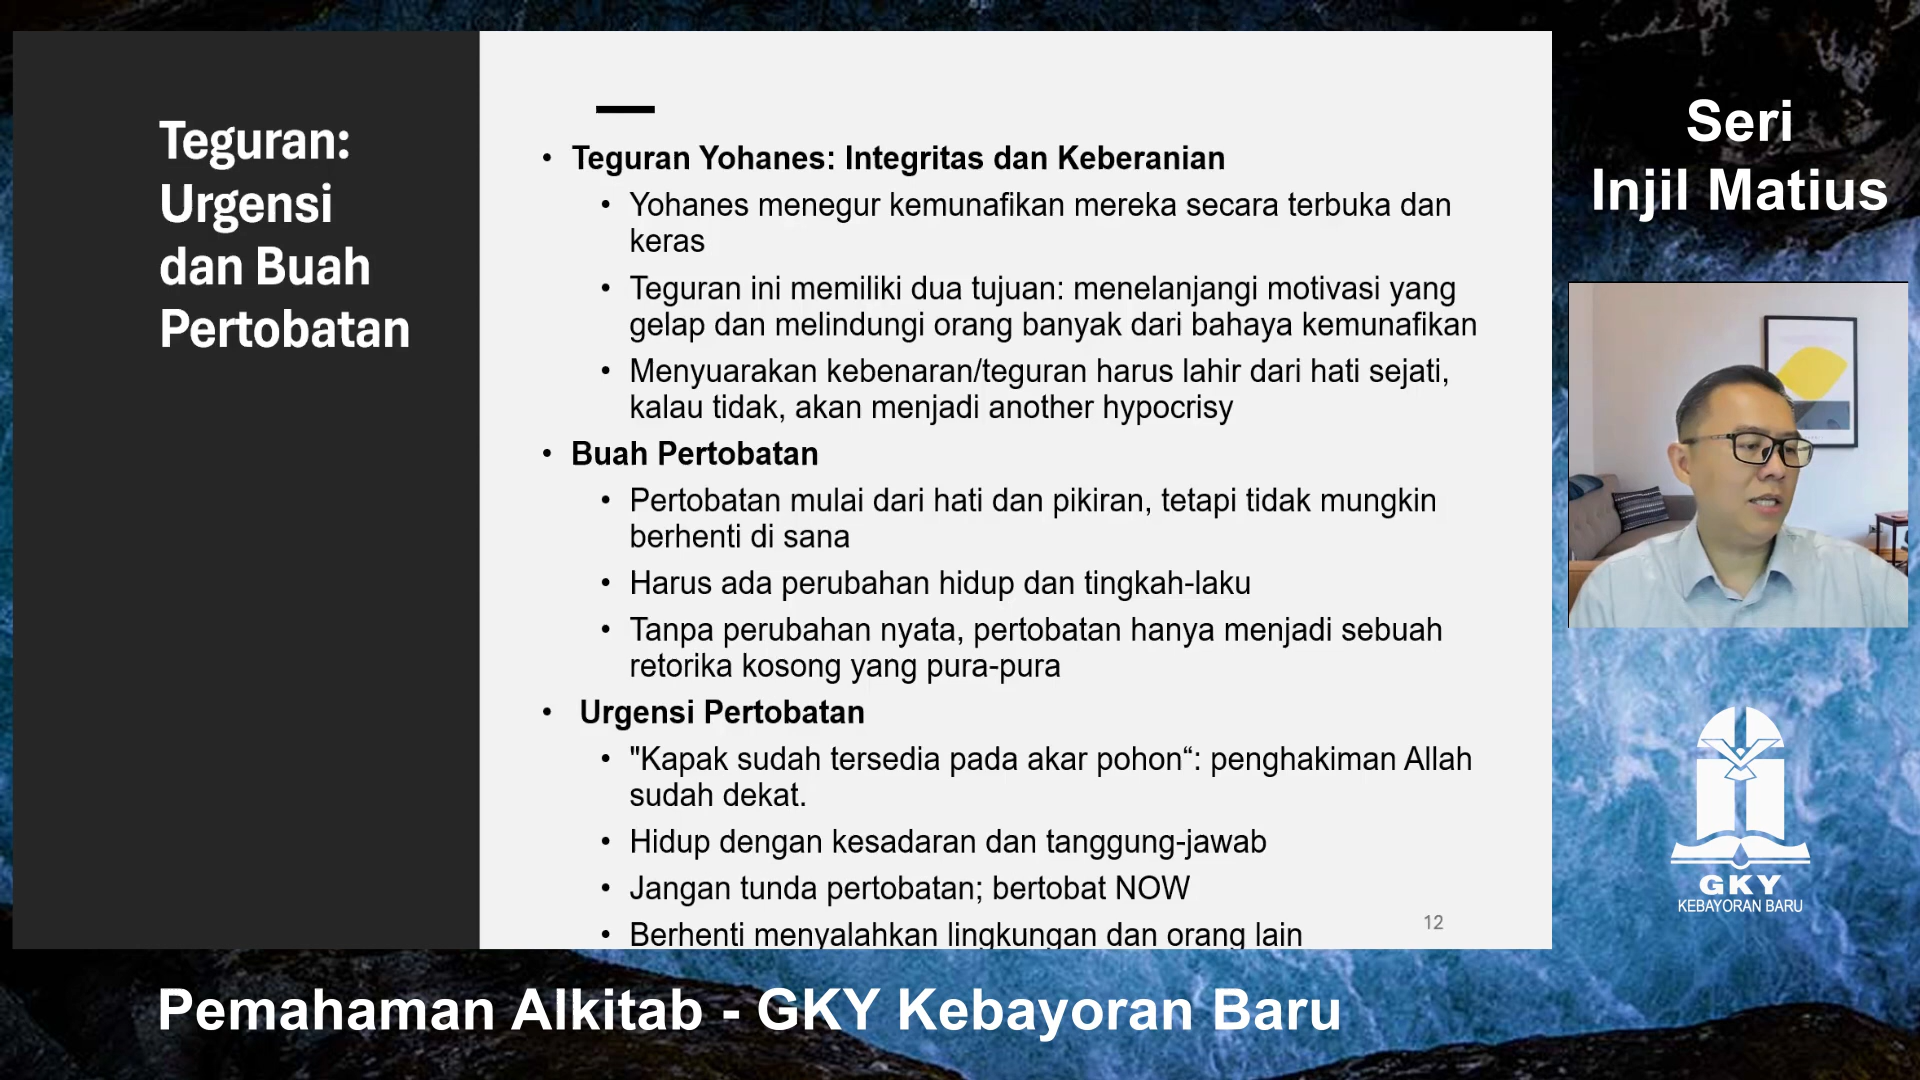 Teguran:
Urgensi
dan Buah
Pertobatan
• Teguran Yohanes: Integritas dan Keberanian
• Yohanes menegur kemunafikan mereka secara terbuka dan
keras
• Teguran ini memiliki dua tujuan: menelanjangi motivasi yang
gelap dan melindungi orang banyak dari bahaya kemunafikan
• Menyuarakan kebenaran/teguran harus lahir dari hati sejati,
kalau tidak, akan menjadi another hypocrisy
• Buah Pertobatan
• Pertobatan mulai dari hati dan pikiran, tetapi tidak mungkin
berhenti di sana
• Harus ada perubahan hidup dan tingkah-laku
• Tanpa perubahan nyata, pertobatan hanya menjadi sebuah
retorika kosong yang pura-pura
• Urgensi Pertobatan
• "Kapak sudah tersedia pada akar pohon“: penghakiman Allah
sudah dekat.
• Hidup dengan kesadaran dan tanggung-jawab
• Jangan tunda pertobatan; bertobat NOW
• Berhenti menyalahkan lingkungan dan orang lain
12
Seri
Injil Matius
GKY
KEBAYORAN BARU
Pemahaman Alkitab - GKY Kebayoran Baru